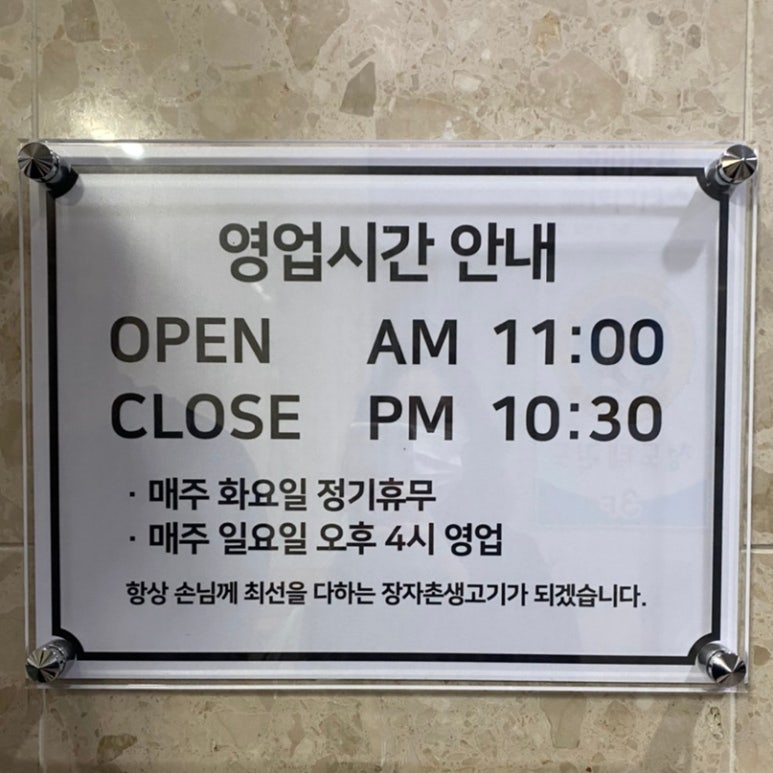 영업시간 안내
OPEN AM 11:00
CLOSE PM 10:30
· 매주 화요일 정기휴무
· 매주 일요일 오후 4시 영업
항상 손님께 최선을 다하는 장자촌생고기가 되겠습니다.